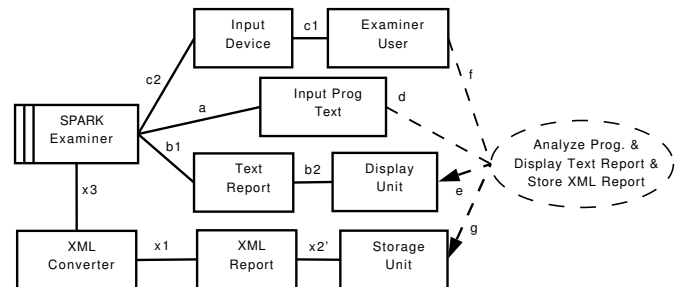 Input
Device
c1
Examiner
User
c2
f
a
Input Prog
Text
d
SPARK
Examiner
b1
Analyze Prog. &
Display Text Report &
Store XML Report
Text
Report
b2
Display
Unit
e
x3
g
XML
Converter
x1
XML
Report
x2'
Storage
Unit